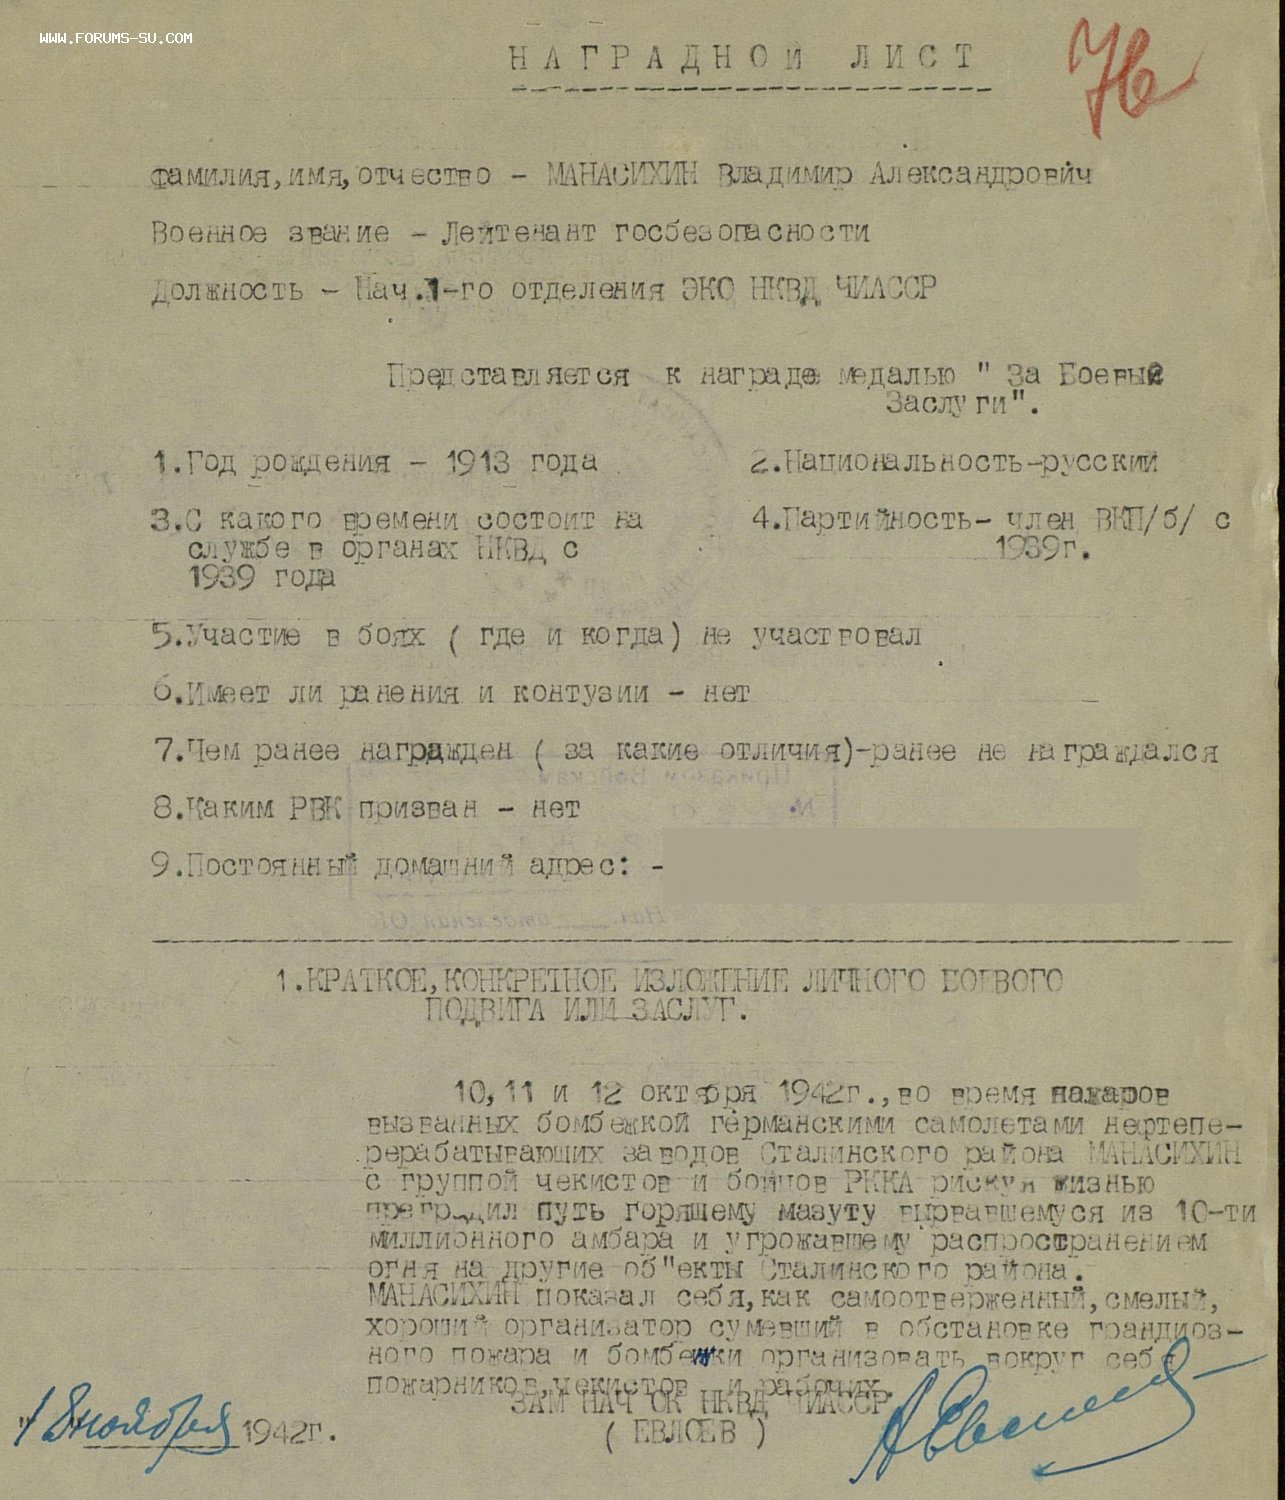 WWW.FORUMS-SU.COM
НАГРАДНОЙ ЛИСТ
76
Фамилия,имя,отчество - МАНАСИХИН Владимир Александрович
Военное звание - Лейтенант госбезопасности
Должность - Нач.1-го отделения ЭКО НКВД ЧИАССР
Представляется к награде медалью " За Боевые
Заслуги".
1.Год рождения - 1913 года
2.Национальность-русский
3.С какого времени состоит на
службе в органах НКВД с
1939 года
4.Партийность- член ВКП/б/ с
1939г.
5.Участие в боях ( где и когда) не участвовал
6.Имеет ли ранения и контузии - нет
7.Чем ранее награжден ( за какие отличия)-ранее не награждался
8.Каким РВК призван - нет
9.Постоянный домашний адрес: -
1.КРАТКОЕ,КОНКРЕТНОЕ ИЗЛОЖЕНИЕ ЛИЧНОГО БОЕВОГО
ПОДВИГА ИЛИ ЗАСЛУГ.
10,11 и 12 октября 1942г.,во время пажаров
вызванных бомбежкой германскими самолетами нефтепе-
рерабатывающих заводов Сталинского района МАНАСИХИН
с группой чекистов и бойцов РККА рискуя жизнью
преградил путь горящему мазуту вырвавшемуся из 10-ти
миллионного амбара и угрожавшему распространением
огня на другие об"екты Сталинского района.
МАНАСИХИН показал себя,как самоотверженный,смелый,
хороший организатор сумевший в обстановке грандиоз-
ного пожара и бомбежки организовать вокруг себя
пожарников,чекистов и рабочих.
ЗАМ НАЧ ОК НКВД ЧИАССР
( ЕВЛОЕВ )
"18 ноября 1942г.